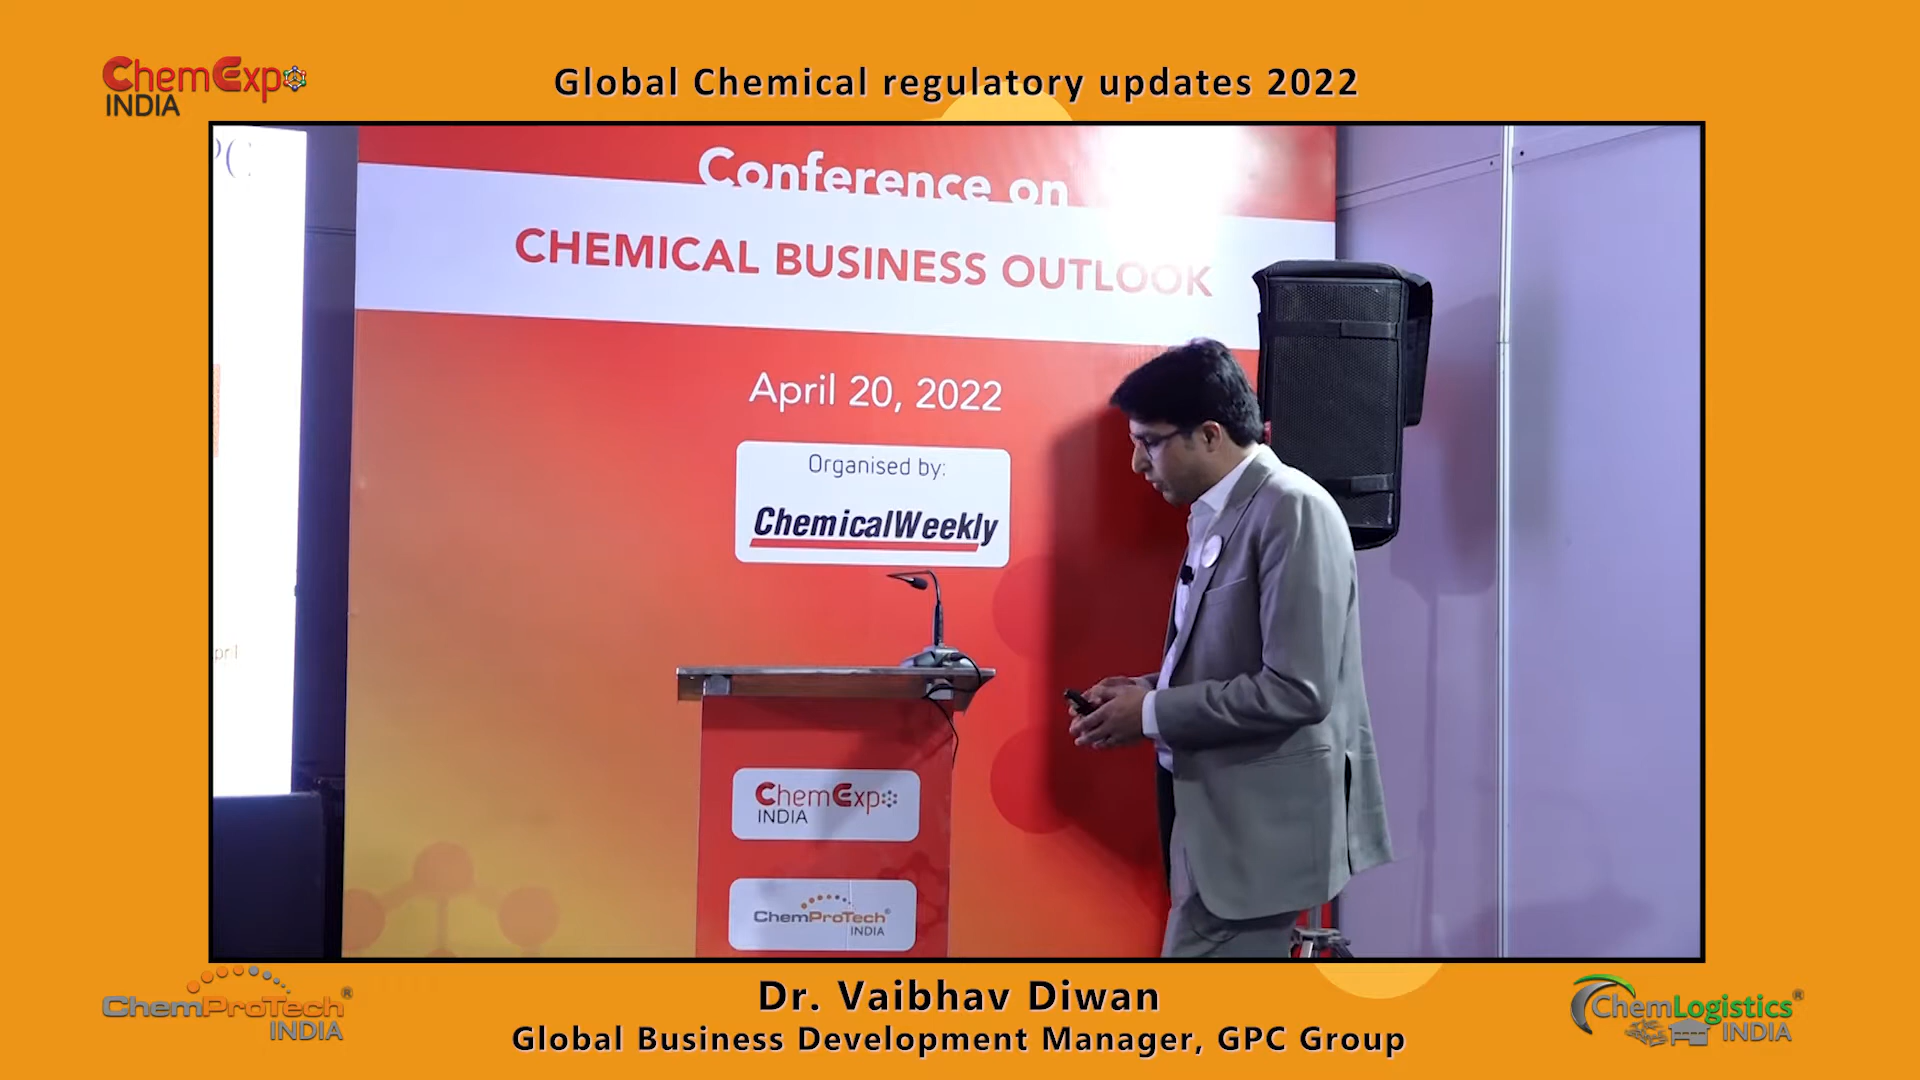 ChemExpo
INDIA
Global Chemical regulatory updates 2022
PC
Conference on
CHEMICAL BUSINESS OUTLOOK
April 20, 2022
Organised by:
ChemicalWeekly
ChemExpo
INDIA
ChemProTech®
INDIA
ChemProTech®
INDIA
Dr. Vaibhav Diwan
Global Business Development Manager, GPC Group
ChemLogistics®
INDIA